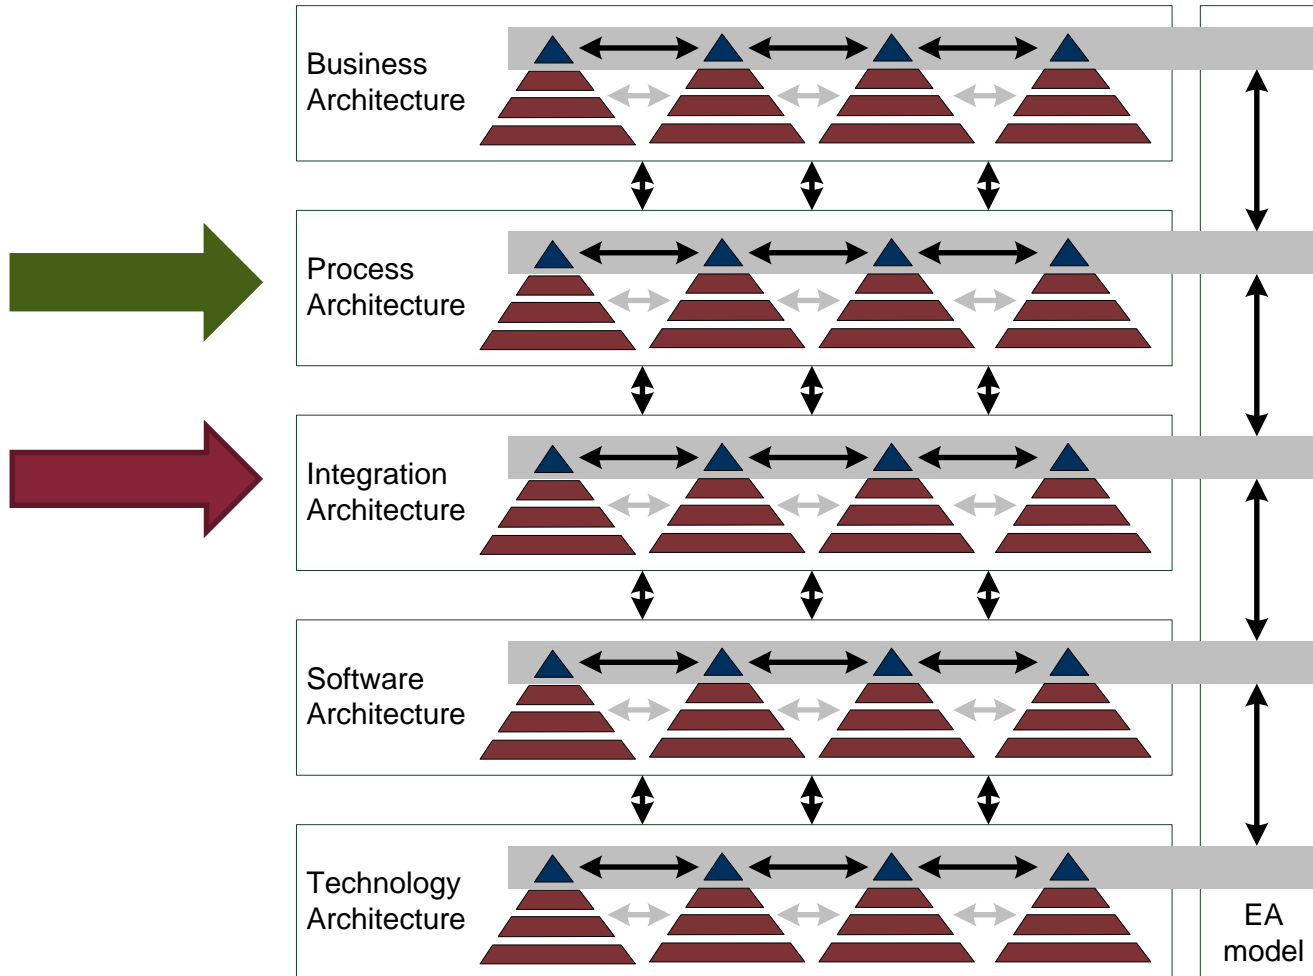 Business
Architecture
Process
Architecture
Integration
Architecture
Software
Architecture
Technology
Architecture
EA
model